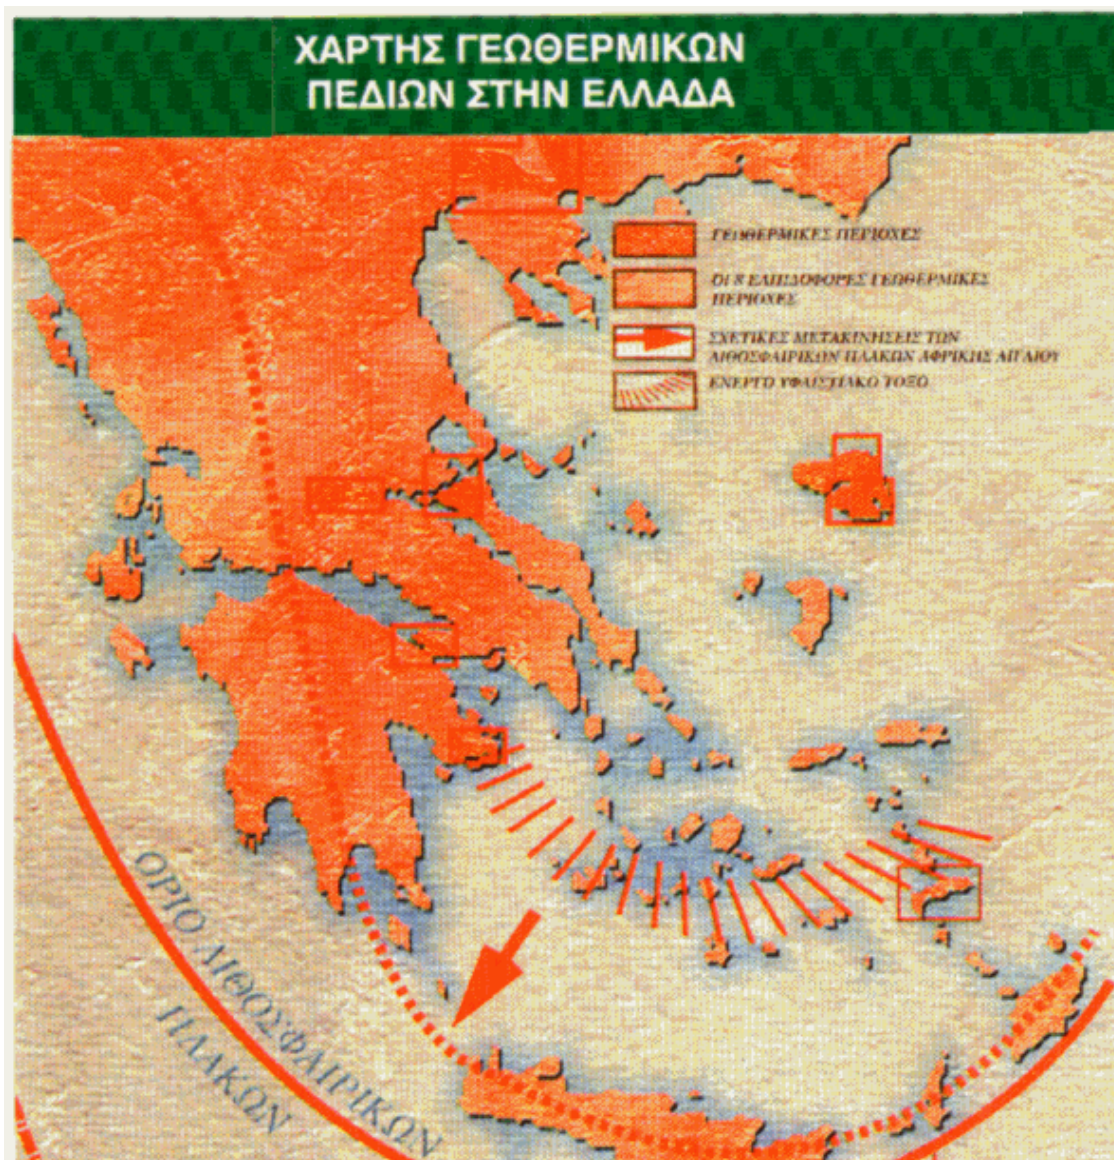 ΧΑΡΤΗΣ ΓΕΩΘΕΡΜΙΚΩΝ
ΠΕΔΙΩΝ ΣΤΗΝ ΕΛΛΑΔΑ
ΓΕΩΘΕΡΜΙΚΕΣ ΠΕΡΙΟΧΕΣ
ΟΙ 8 ΕΛΠΙΔΟΦΟΡΕΣ ΓΕΩΘΕΡΜΙΚΕΣ
ΠΕΡΙΟΧΕΣ
ΣΧΕΤΙΚΕΣ ΜΕΤΑΚΙΝΗΣΕΙΣ ΤΩΝ
ΛΙΘΟΣΦΑΙΡΙΚΩΝ ΠΛΑΚΩΝ ΑΦΡΙΚΗΣ ΑΙΓΑΙΟΥ
ΕΝΕΡΓΟ ΥΦΑΙΣΤΙΑΚΟ ΤΟΞΟ
ΟΡΙΟ ΛΙΘΟΣΦΑΙΡΙΚΩΝ
ΠΛΑΚΩΝ